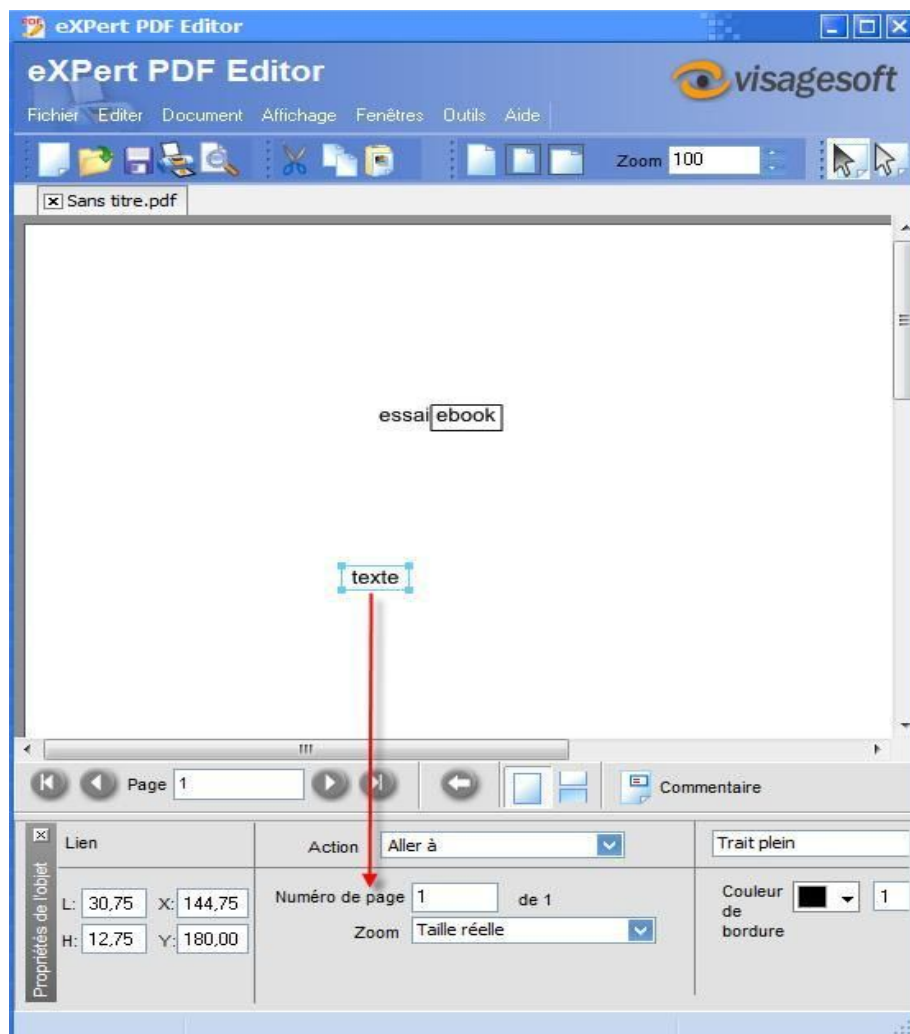 eXPert PDF Editor
eXPert PDF Editor
visagesoft
Fichier Editer Document Affichage Fenêtres Outils Aide
Zoom 100
Sans titre.pdf
essai ebook
texte
Page 1
Commentaire
Propriétés de l'objet
Lien
Action Aller à
Trait plein
L: 30,75 X: 144,75
H: 12,75 Y: 180,00
Numéro de page 1 de 1
Zoom Taille réelle
Couleur
de
bordure
1